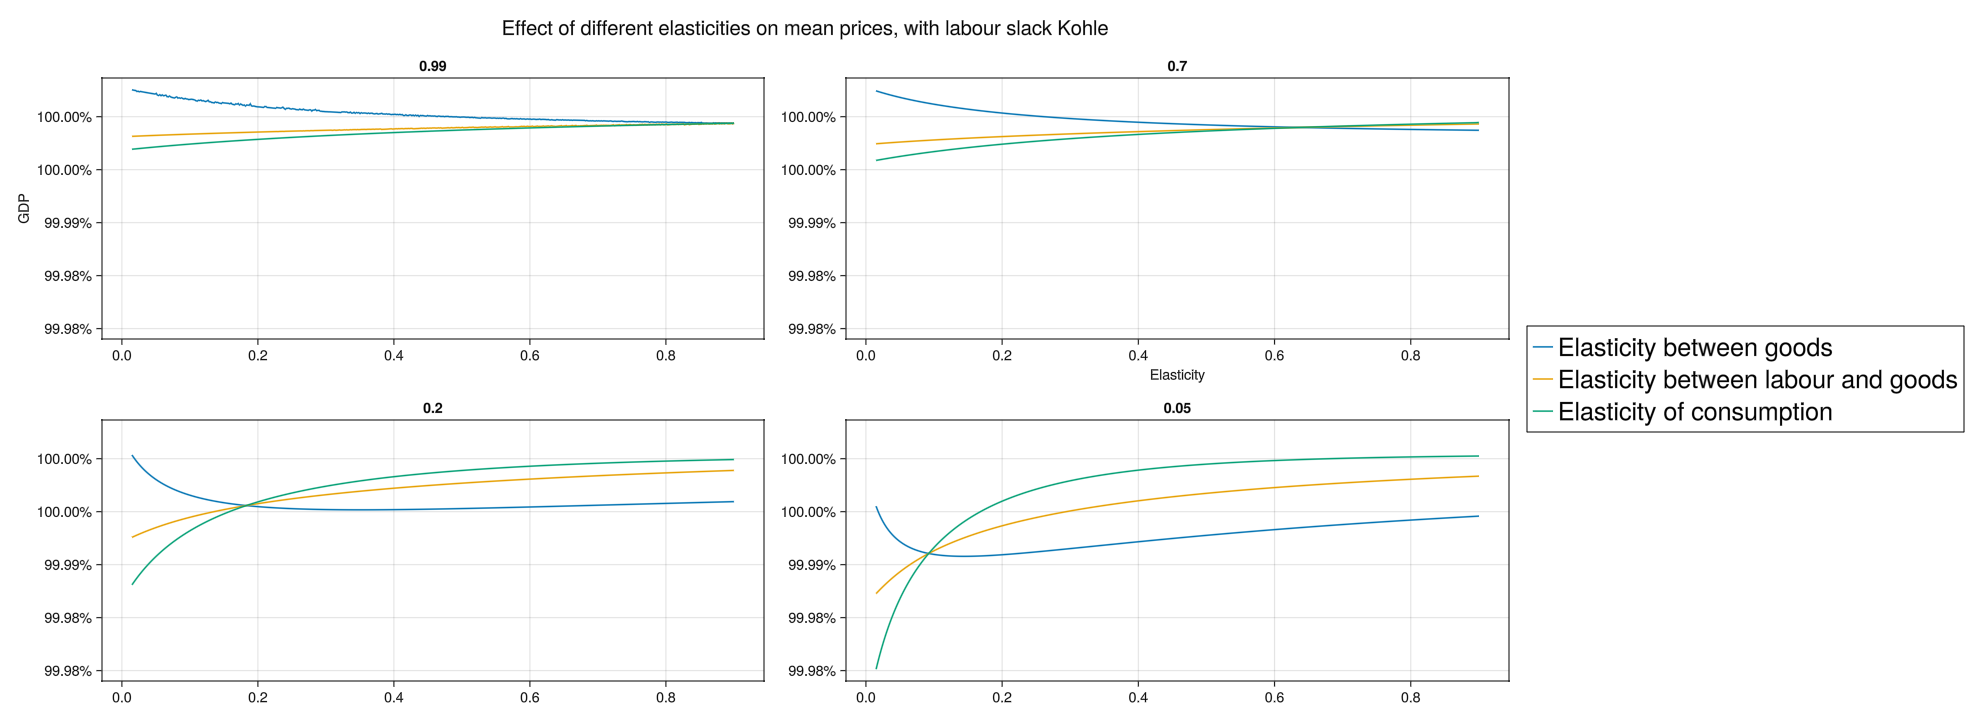 Effect of different elasticities on mean prices, with labour slack Kohle
0.99
0.7
GDP
100.00%
100.00%
99.99%
99.98%
99.98%
0.0 0.2 0.4 0.6 0.8
100.00%
100.00%
99.99%
99.98%
99.98%
0.0 0.2 0.4 0.6 0.8
Elasticity
0.2
0.05
100.00%
100.00%
99.99%
99.98%
99.98%
0.0 0.2 0.4 0.6 0.8
100.00%
100.00%
99.99%
99.98%
99.98%
0.0 0.2 0.4 0.6 0.8
Elasticity between goods
Elasticity between labour and goods
Elasticity of consumption